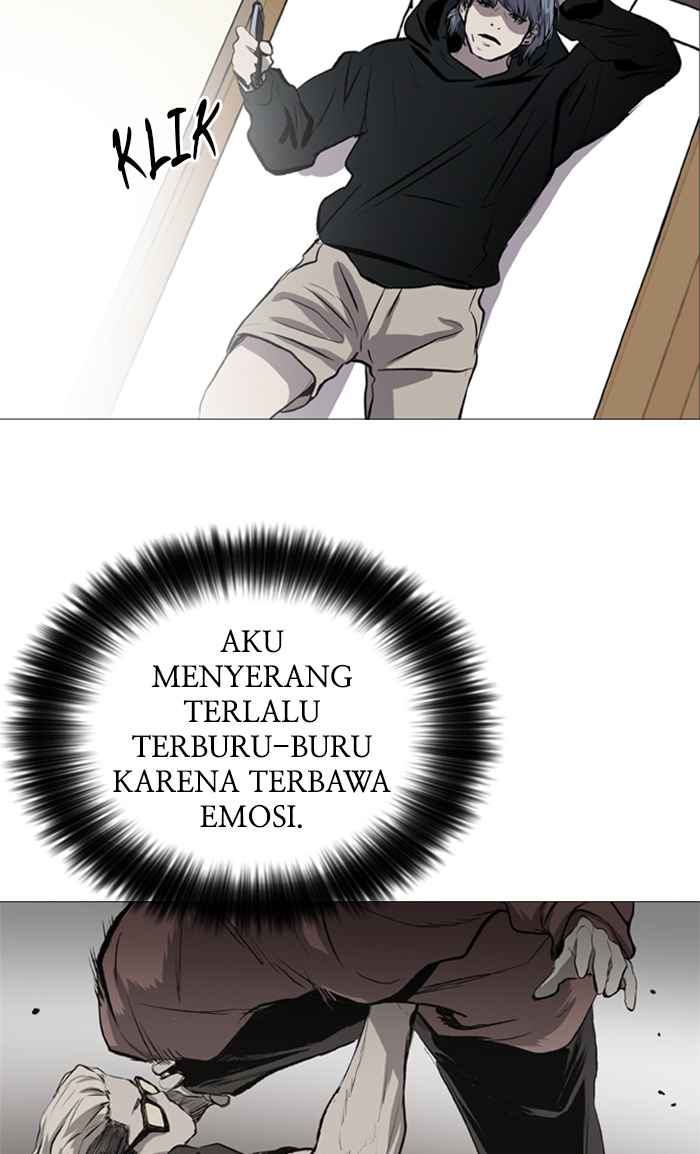 KLIK
AKU
MENYERANG
TERLALU
TERBURU-BURU
KARENA TERBAWA
EMOSI.